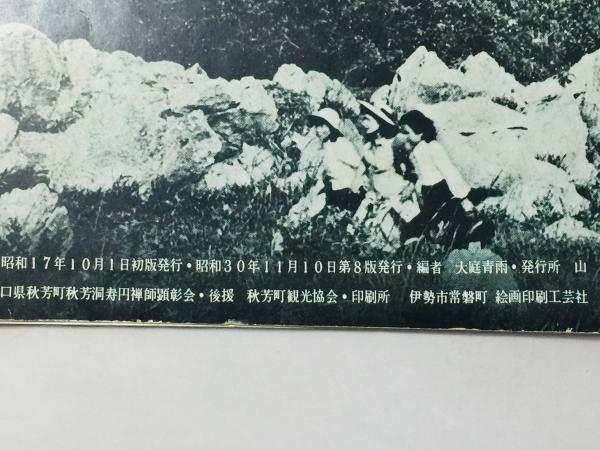 昭和17年10月1日初版発行・昭和30年11月10日第8版発行・編者　大庭青雨・発行所　山
口県秋芳町秋芳洞寿円禅師顕彰会・後援　秋芳町観光協会・印刷所　伊勢市常磐町 絵画印刷工芸社